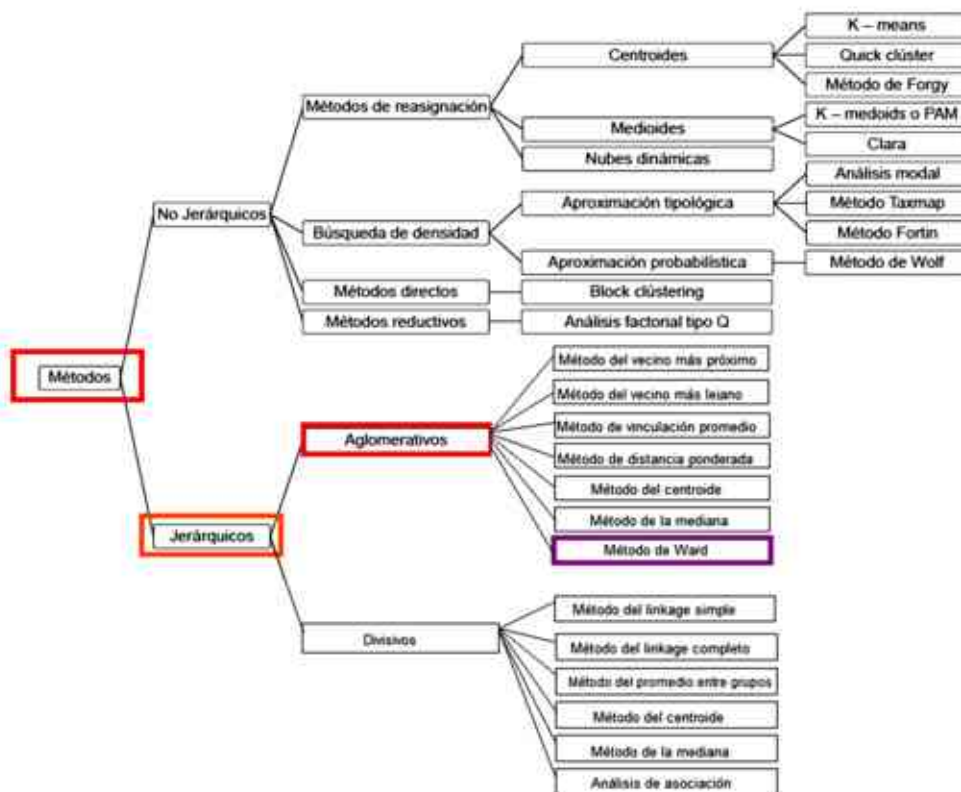 K – means
Centroides
Quick clúster
Métodos de reasignación
Método de Forgy
K – medoids o PAM
Medioides
Clara
Nubes dinámicas
Análisis modal
Aproximación tipológica
Método Taxmap
No Jerárquicos
Búsqueda de densidad
Método Fortin
Aproximación probabilística
Método de Wolf
Métodos directos
Block clústering
Métodos reductivos
Análisis factorial tipo Q
Métodos
Método del vecino más próximo
Método del vecino más lejano
Método de vinculación promedio
Aglomerativos
Método de distancia ponderada
Método del centroide
Método de la mediana
Jerárquicos
Método de Ward
Método del linkage simple
Divisivos
Método del linkage completo
Método del promedio entre grupos
Método del centroide
Método de la mediana
Análisis de asociación